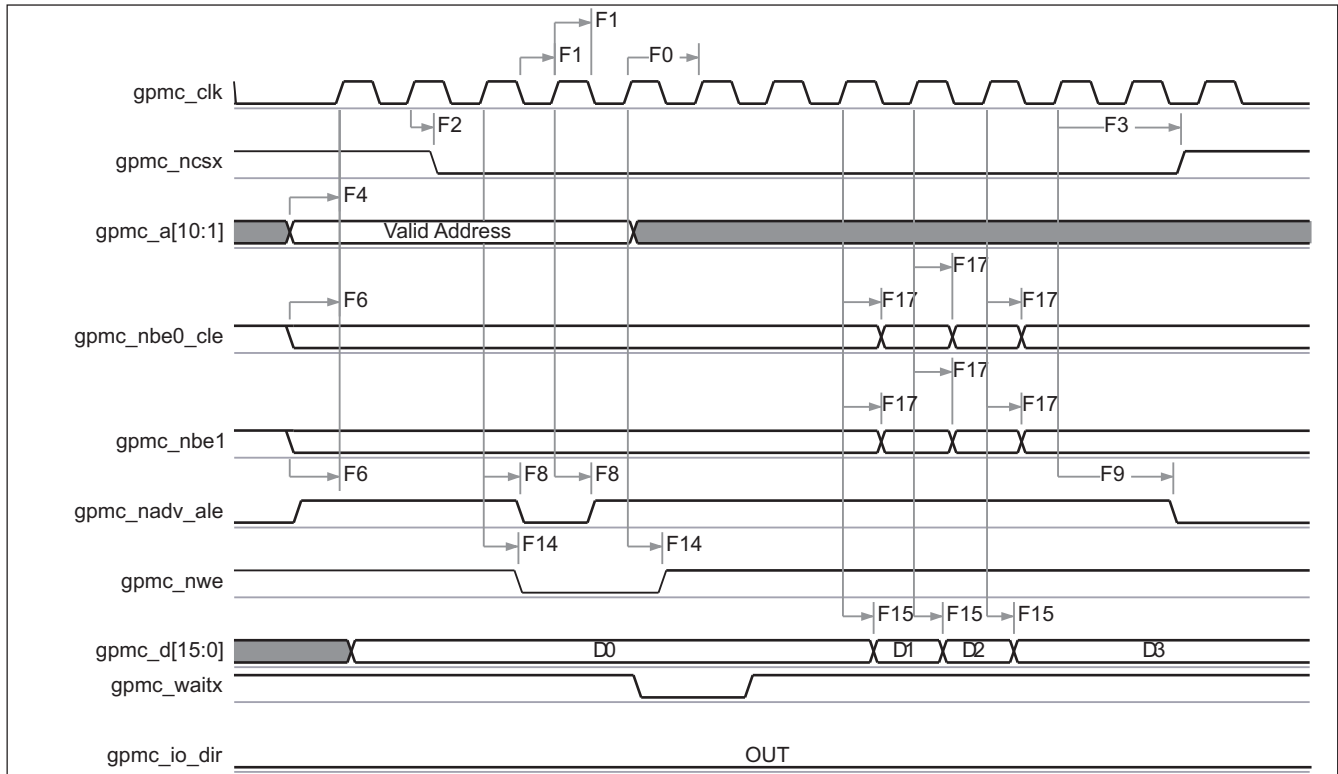 F1
F1 F0
gpmc_clk
F2 F3
gpmc_ncsx
F4
gpmc_a[10:1] Valid Address
F17
F6 F17 F17
gpmc_nbe0_cle
F17
F17 F17
gpmc_nbe1
F6 F8 F8 F9
gpmc_nadv_ale
F14 F14
gpmc_nwe
F15 F15 F15
gpmc_d[15:0] D0 D1 D2 D3
gpmc_waitx
gpmc_io_dir OUT